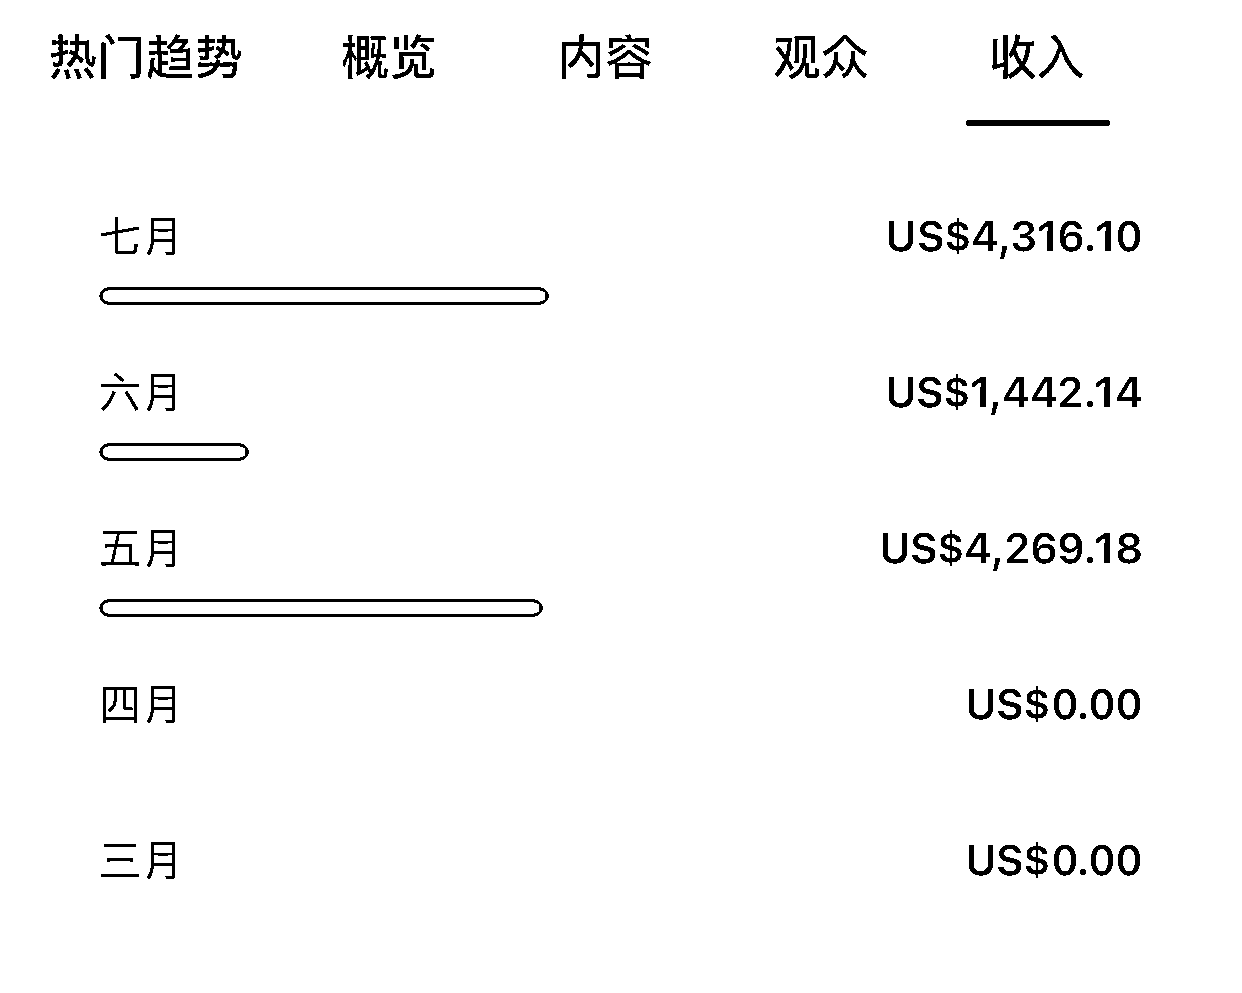 热门趋势 概览 内容 观众 收入
七月 US$4,316.10
六月 US$1,442.14
五月 US$4,269.18
四月 US$0.00
三月 US$0.00